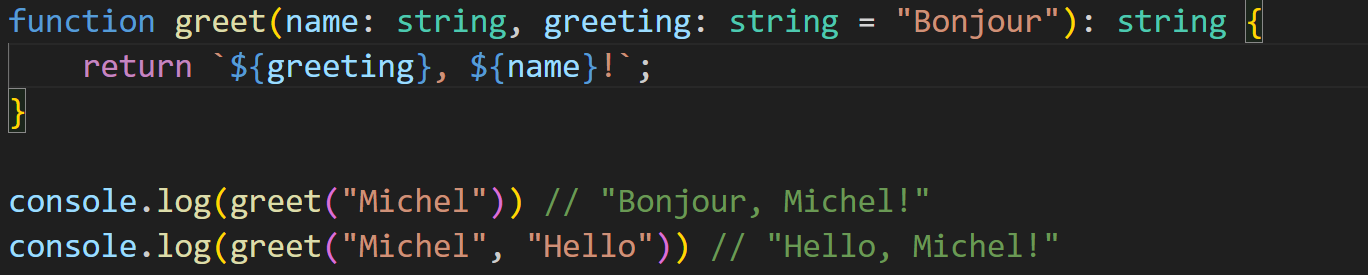 function greet(name: string, greeting: string = "Bonjour"): string {
    return `${greeting}, ${name}!`;
}
console.log(greet("Michel")) // "Bonjour, Michel!"
console.log(greet("Michel", "Hello")) // "Hello, Michel!"